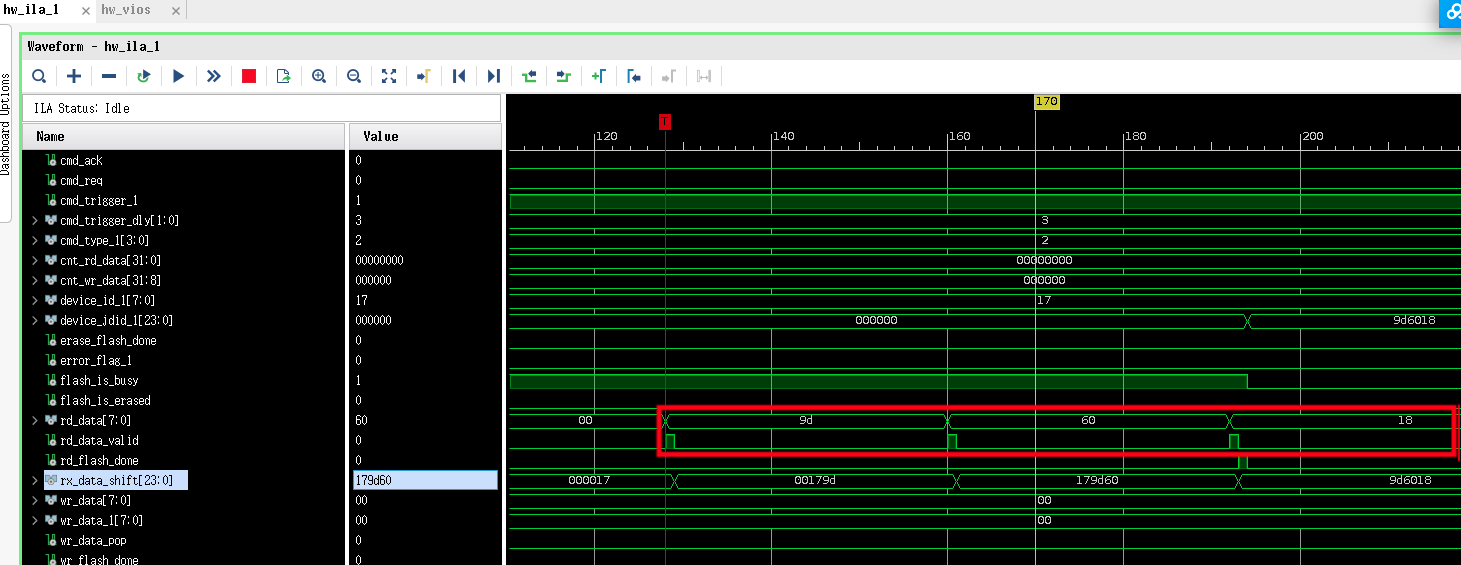 hw_ila_1 × hw_vios ×
Dashboard Options
Waveform - hw_ila_1
ILA Status: Idle
Name Value
170
T
120 140 160 180 200
cmd_ack 0
cmd_req 0
cmd_trigger_1 1
cmd_trigger_dly[1:0] 3 3
cmd_type_1[3:0] 2 2
cnt_rd_data[31:0] 00000000 00000000
cnt_wr_data[31:8] 000000 000000
device_id_1[7:0] 17 17
device_idid_1[23:0] 000000 000000 9d6018
erase_flash_done 0
error_flag_1 0
flash_is_busy 1
flash_is_erased 0
rd_data[7:0] 60 00 9d 60 18
rd_data_valid 0
rd_flash_done 0
rx_data_shift[23:0] 179d60 000017 00179d 179d60 9d6018
wr_data[7:0] 00 00
wr_data_1[7:0] 00 00
wr_data_pop 0
wr_flash_done 0